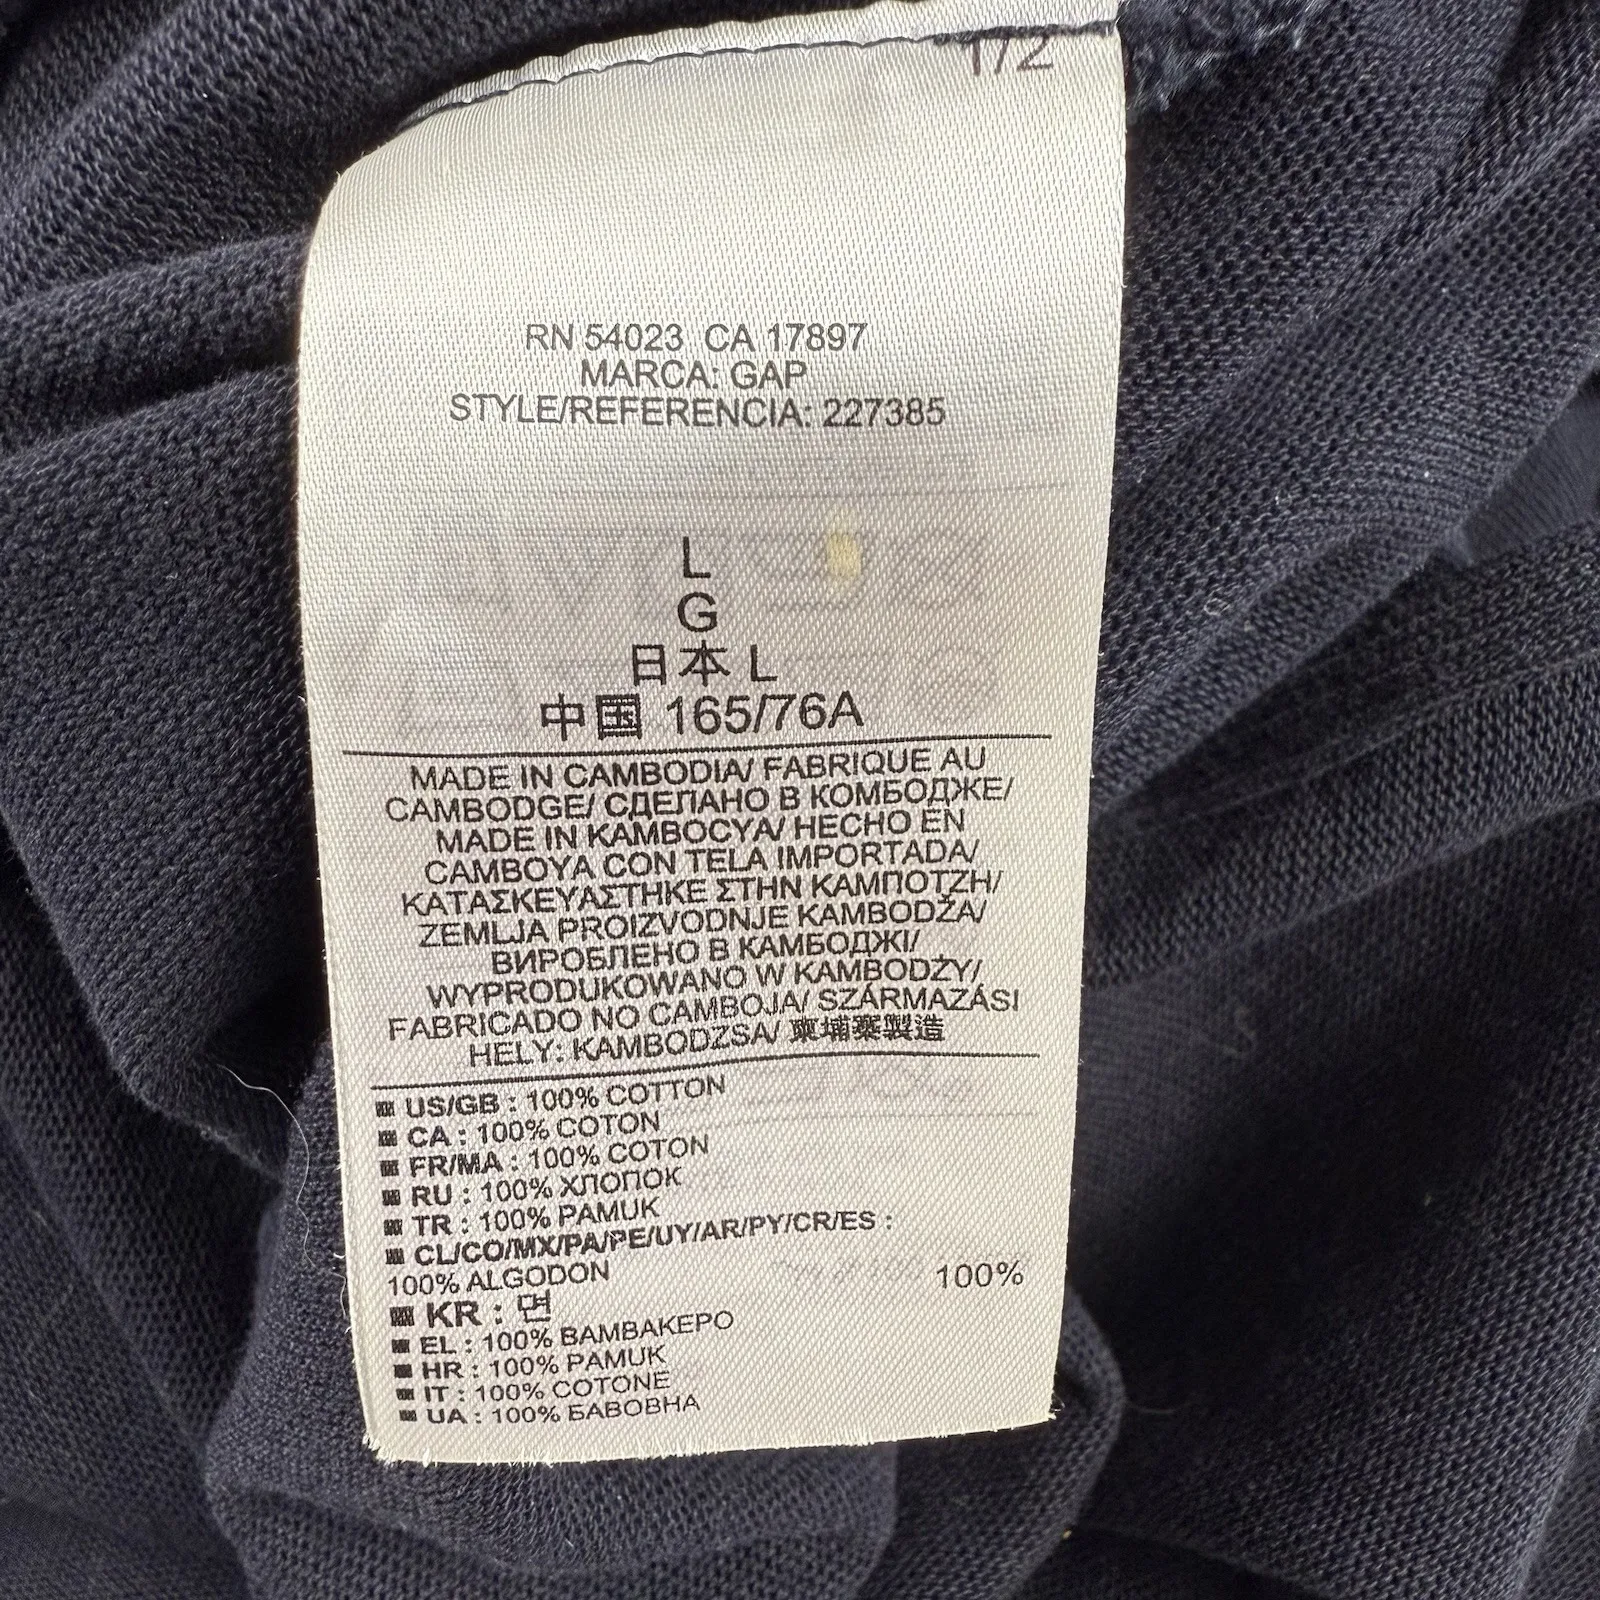 1/2
RN 54023 CA 17897
MARCA: GAP
STYLE/REFERENCIA: 227385
L
G
日本 L
中国 165/76A
MADE IN CAMBODIA/ FABRIQUE AU
CAMBODGE/ СДЕЛАНО В КОМБОДЖЕ/
MADE IN KAMBOCYA/ HECHO EN
CAMBOYA CON TELA IMPORTADA/
ΚΑΤΑΣΚΕΥΑΣΤΗΚΕ ΣΤΗΝ ΚΑΜΠΟΤΖΗ/
ZEMLJA PROIZVODNJE KAMBODŽA/
ВИРОБЛЕНО В КАМБОДЖІ/
WYPRODUKOWANO W KAMBODŻY/
FABRICADO NO CAMBOJA/ SZÁRMAZÁSI
HELY: KAMBODZSA/ 柬埔寨製造
US/GB : 100% COTTON
CA : 100% COTON
FR/MA : 100% COTON
RU : 100% ХЛОПОК
TR : 100% PAMUK
CL/CO/MX/PA/PE/UY/AR/PY/CR/ES :
100% ALGODON
KR : 면 100%
EL : 100% ΒΑΜΒΑΚΕΡΟ
HR : 100% PAMUK
IT : 100% COTONE
UA : 100% БАВОВНА